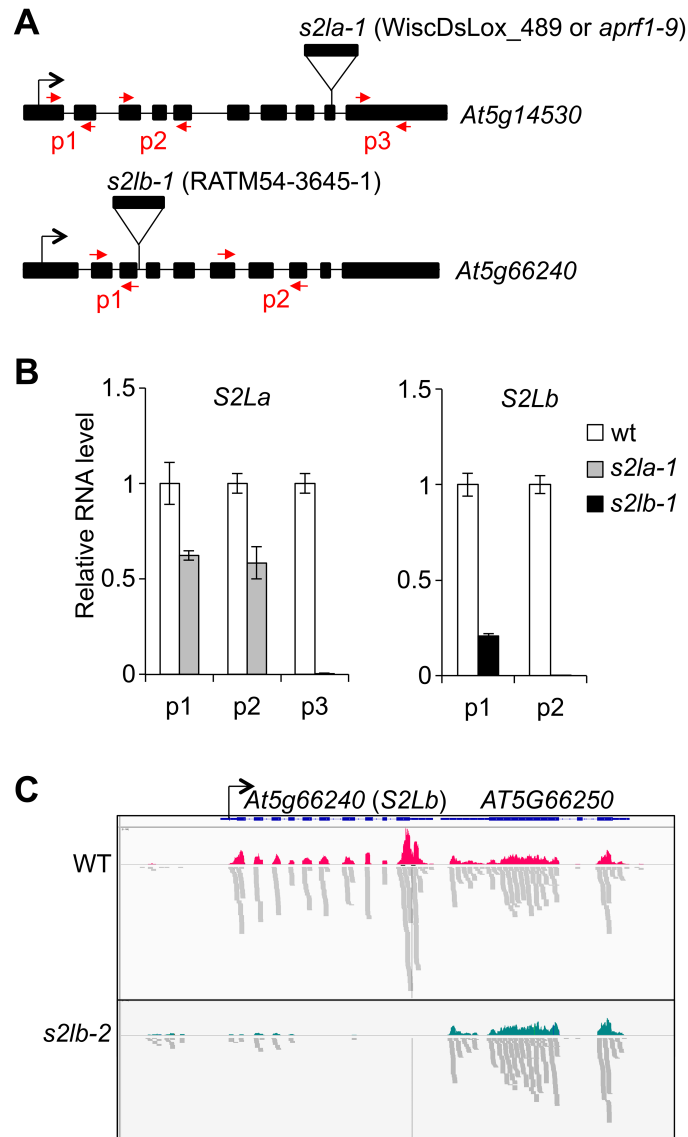 A
s2la-1 (WiscDsLox_489 or aprf1-9)
At5g14530
p1 p2 p3
s2lb-1 (RATM54-3645-1)
At5g66240
p1 p2
B
S2La S2Lb
Relative RNA level
1.5
1
0.5
0
p1 p2 p3
1.5
1
0.5
0
p1 p2
wt
s2la-1
s2lb-1
C
At5g66240 (S2Lb) AT5G66250
WT
s2lb-2